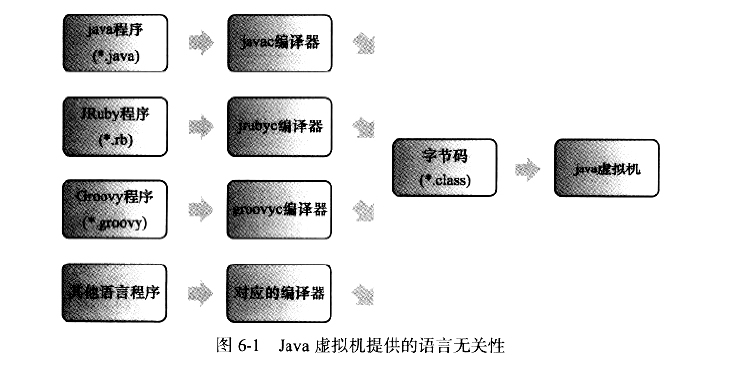 java程序
(*.java)
javac编译器
JRuby程序
(*.rb)
jrubyc编译器
Groovy程序
(*.groovy)
groovyc编译器
其他语言程序
对应的编译器
字节码
(*.class)
java虚拟机
图 6-1 Java 虚拟机提供的语言无关性